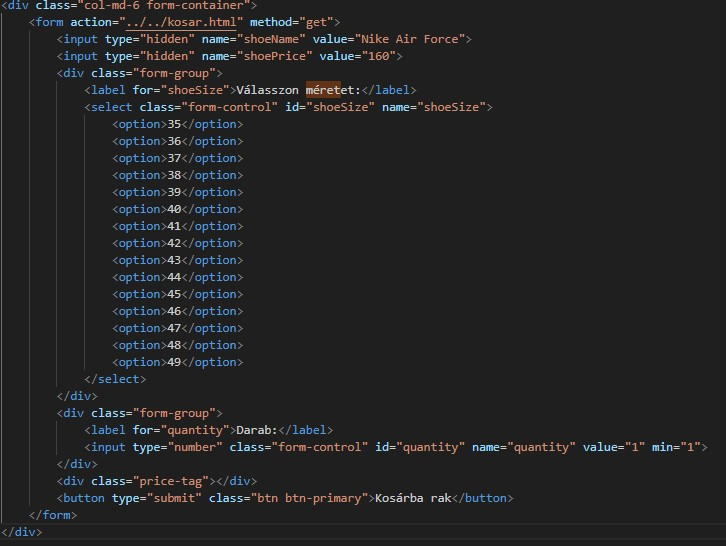 <div class="col-md-6 form-container">
<form action="../../kosar.html" method="get">
<input type="hidden" name="shoeName" value="Nike Air Force">
<input type="hidden" name="shoePrice" value="160">
<div class="form-group">
<label for="shoeSize">Válasszon méretet:</label>
<select class="form-control" id="shoeSize" name="shoeSize">
<option>35</option>
<option>36</option>
<option>37</option>
<option>38</option>
<option>39</option>
<option>40</option>
<option>41</option>
<option>42</option>
<option>43</option>
<option>44</option>
<option>45</option>
<option>46</option>
<option>47</option>
<option>48</option>
<option>49</option>
</select>
</div>
<div class="form-group">
<label for="quantity">Darab:</label>
<input type="number" class="form-control" id="quantity" name="quantity" value="1" min="1">
</div>
<div class="price-tag"></div>
<button type="submit" class="btn btn-primary">Kosárba rak</button>
</form>
</div>